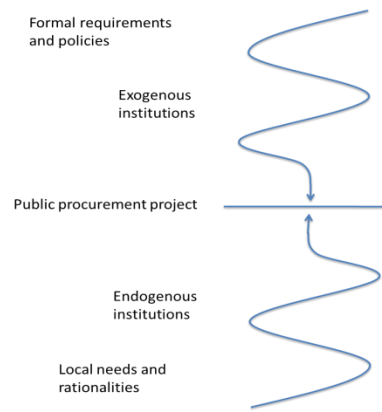 Formal requirements
and policies
Exogenous
institutions
Public procurement project
Endogenous
institutions
Local needs and
rationalities